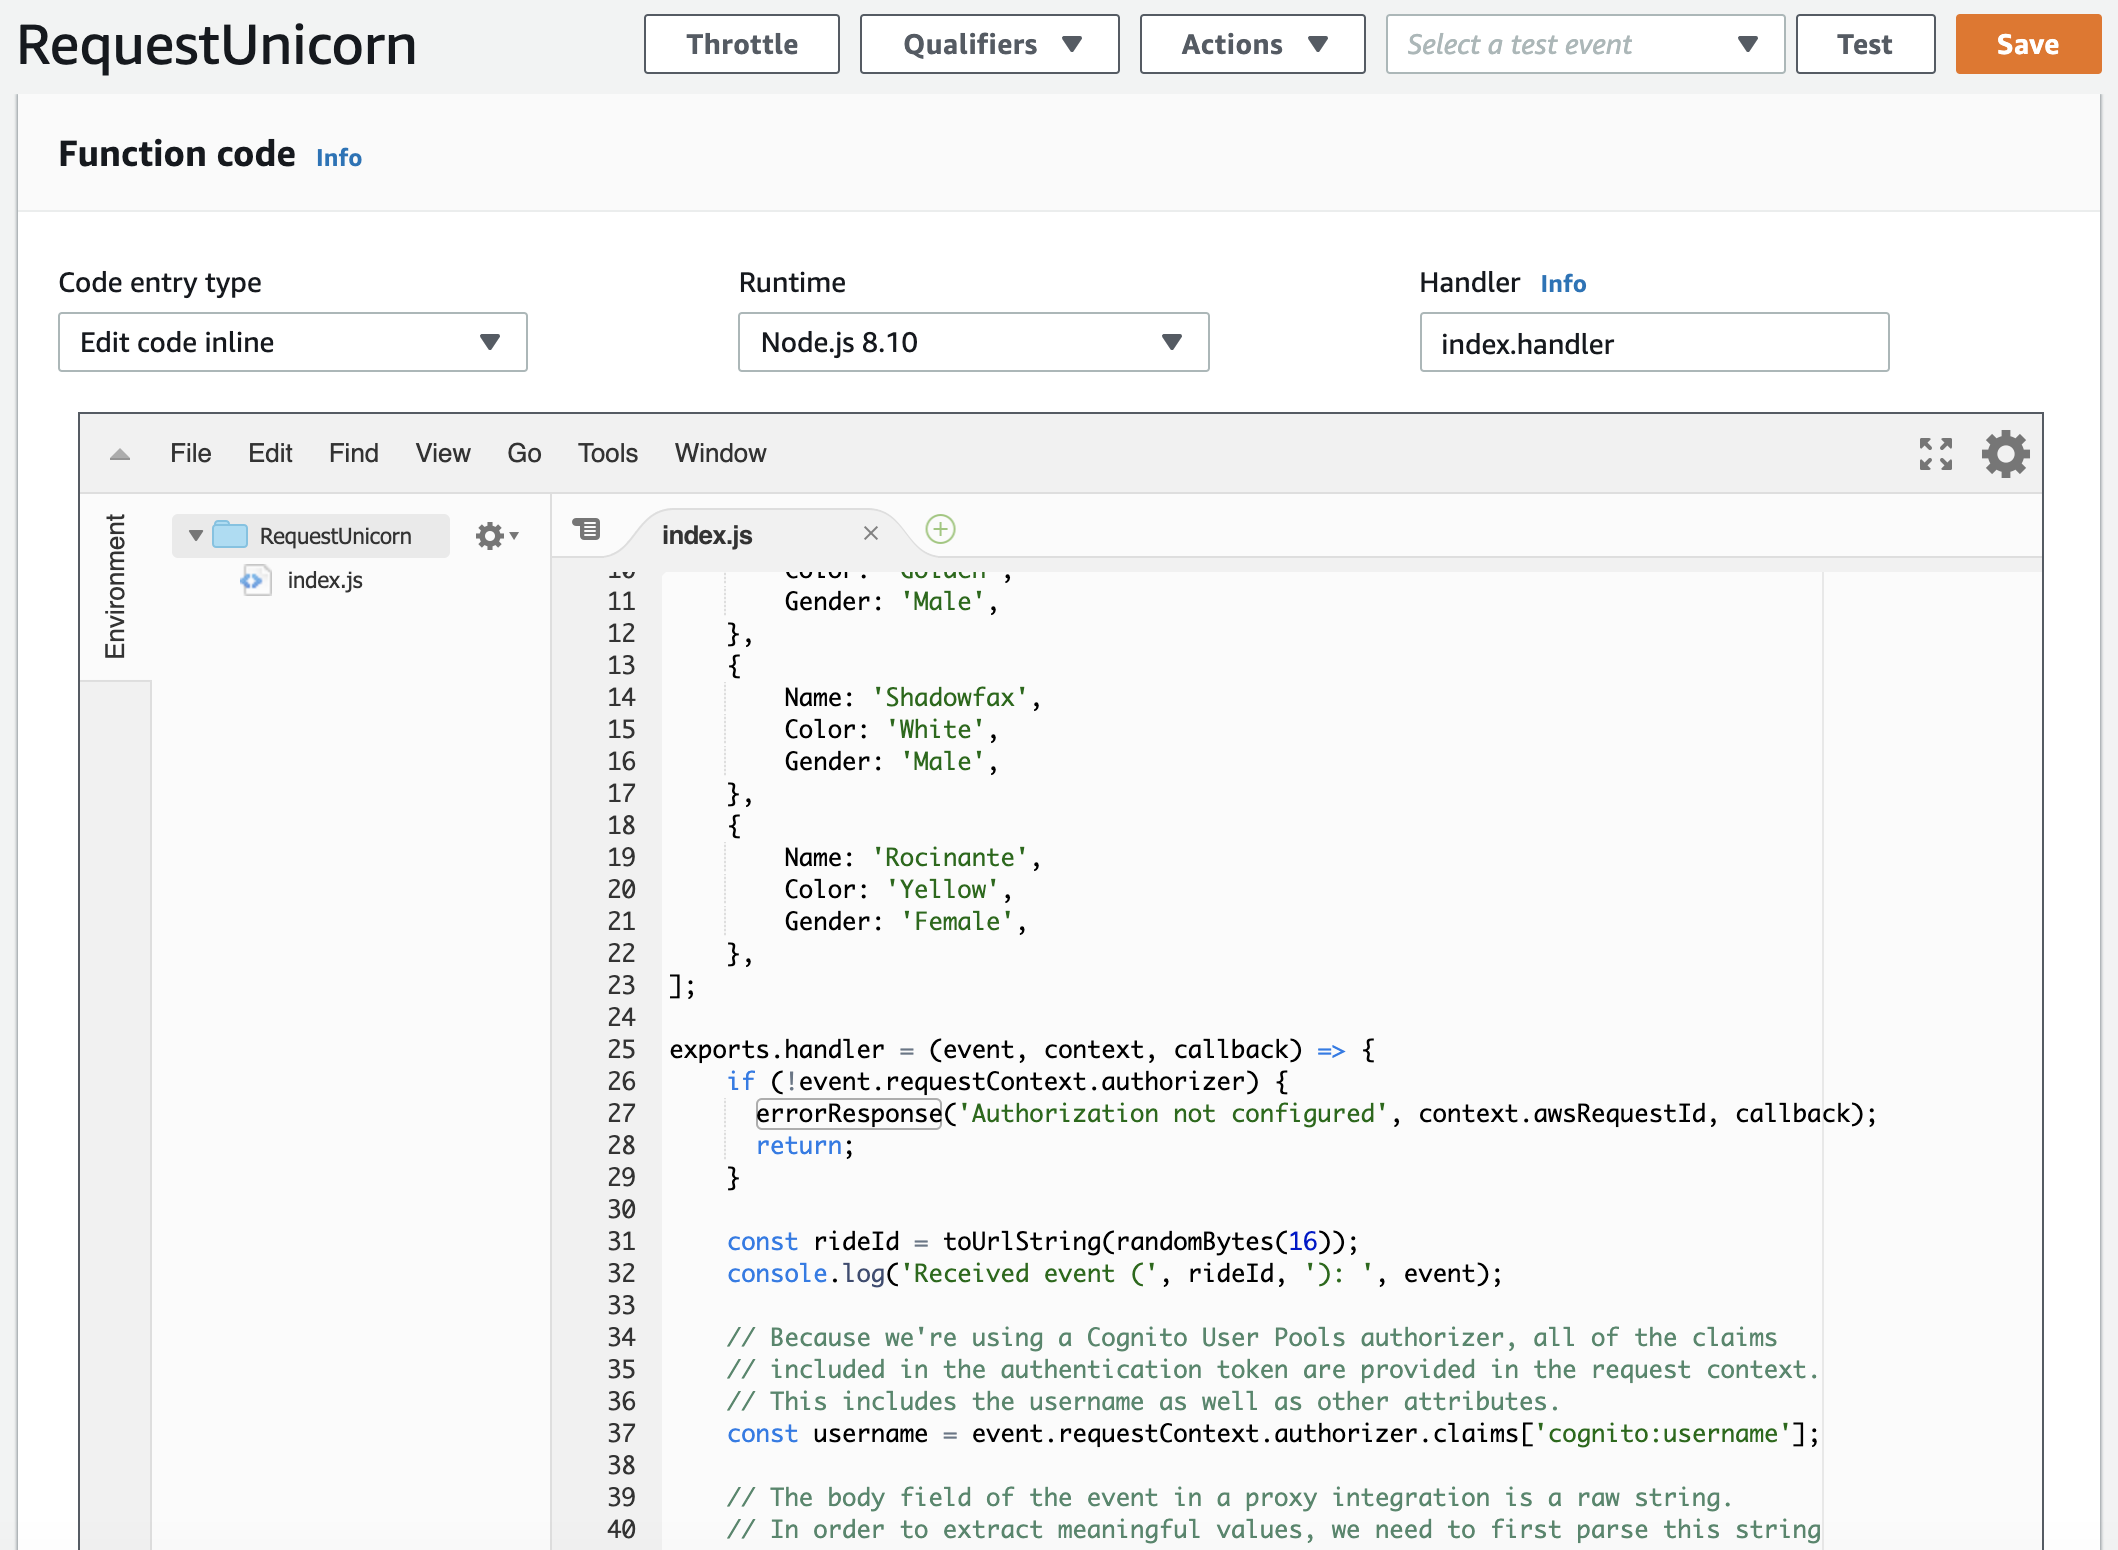 RequestUnicorn
Throttle Qualifiers Actions Select a test event Test Save
Function code Info
Code entry type Runtime Handler Info
Edit code inline Node.js 8.10 index.handler
File Edit Find View Go Tools Window
Environment
RequestUnicorn
index.js
index.js
10 Color: 'Golden',
11 Gender: 'Male',
12 },
13 {
14 Name: 'Shadowfax',
15 Color: 'White',
16 Gender: 'Male',
17 },
18 {
19 Name: 'Rocinante',
20 Color: 'Yellow',
21 Gender: 'Female',
22 },
23 ];
24
25 exports.handler = (event, context, callback) => {
26 if (!event.requestContext.authorizer) {
27 errorResponse('Authorization not configured', context.awsRequestId, callback);
28 return;
29 }
30
31 const rideId = toUrlString(randomBytes(16));
32 console.log('Received event (', rideId, '): ', event);
33
34 // Because we're using a Cognito User Pools authorizer, all of the claims
35 // included in the authentication token are provided in the request context.
36 // This includes the username as well as other attributes.
37 const username = event.requestContext.authorizer.claims['cognito:username'];
38
39 // The body field of the event in a proxy integration is a raw string.
40 // In order to extract meaningful values, we need to first parse this string